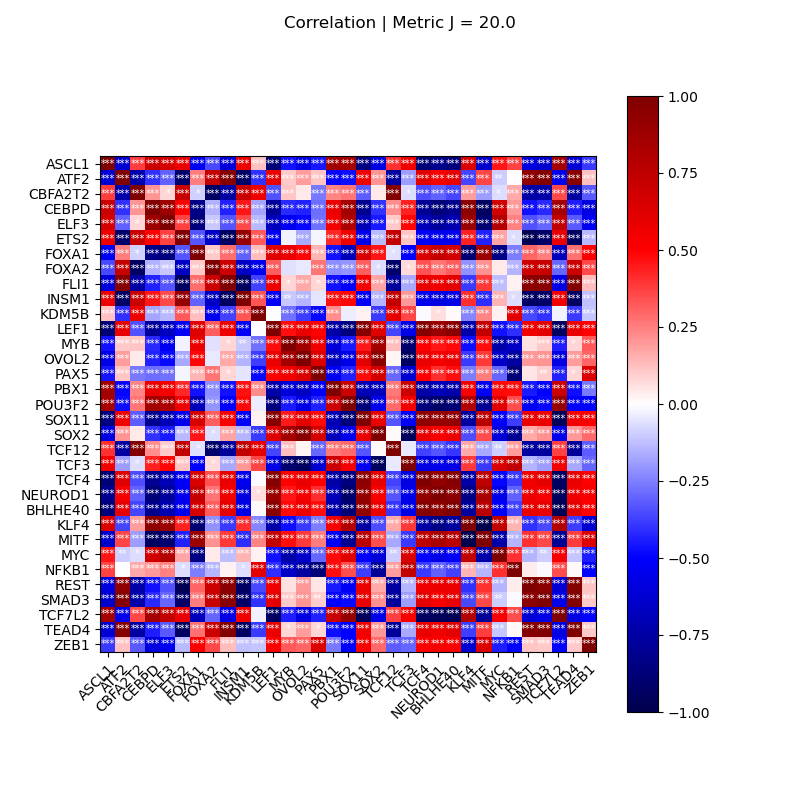 Correlation | Metric J = 20.0
ASCL1
ATF2
CBFA2T2
CEBPD
ELF3
ETS2
FOXA1
FOXA2
FLI1
INSM1
KDM5B
LEF1
MYB
OVOL2
PAX5
PBX1
POU3F2
SOX11
SOX2
TCF12
TCF3
TCF4
NEUROD1
BHLHE40
KLF4
MITF
MYC
NFKB1
REST
SMAD3
TCF7L2
TEAD4
ZEB1
ASCL1
ATF2
CBFA2T2
CEBPD
ELF3
ETS2
FOXA1
FOXA2
FLI1
INSM1
KDM5B
LEF1
MYB
OVOL2
PAX5
PBX1
POU3F2
SOX11
SOX2
TCF12
TCF3
TCF4
NEUROD1
BHLHE40
KLF4
MITF
MYC
NFKB1
REST
SMAD3
TCF7L2
TEAD4
ZEB1
1.00
0.75
0.50
0.25
0.00
−0.25
−0.50
−0.75
−1.00